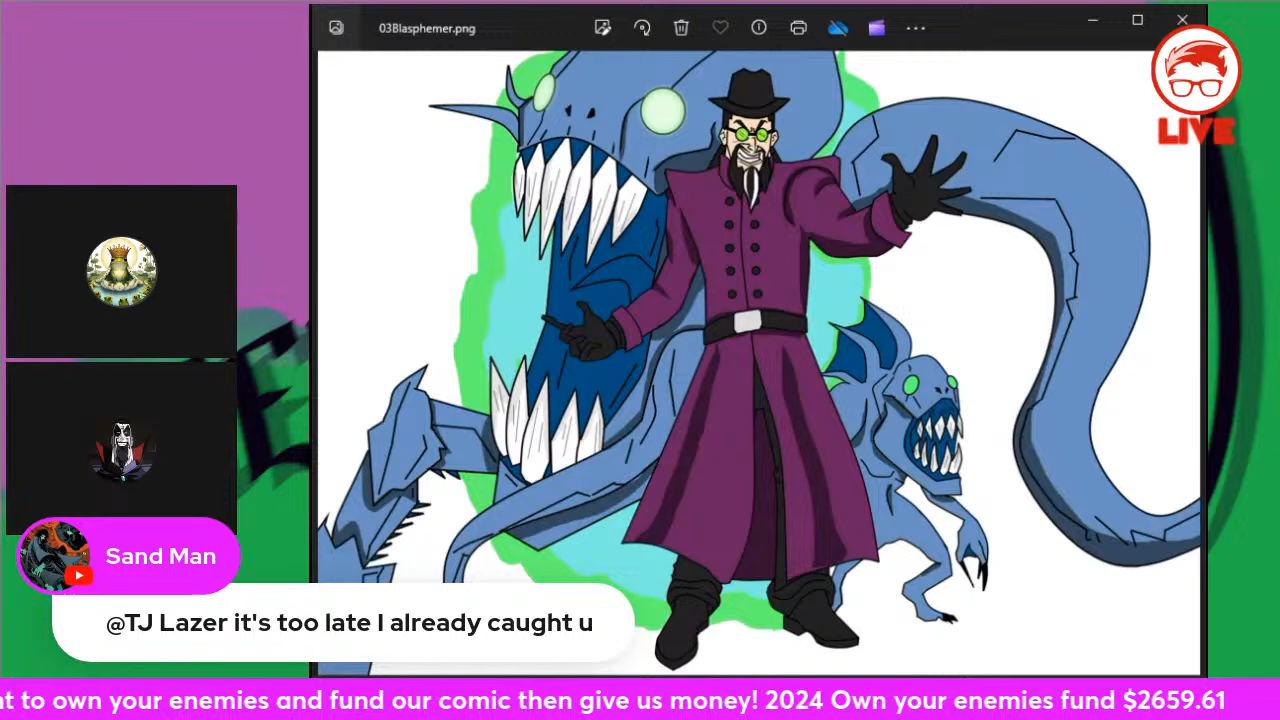 03Blasphemer.png
LIVE
Sand Man
@TJ Lazer it's too late I already caught u
to own your enemies and fund our comic then give us money! 2024 Own your enemies fund $2659.61